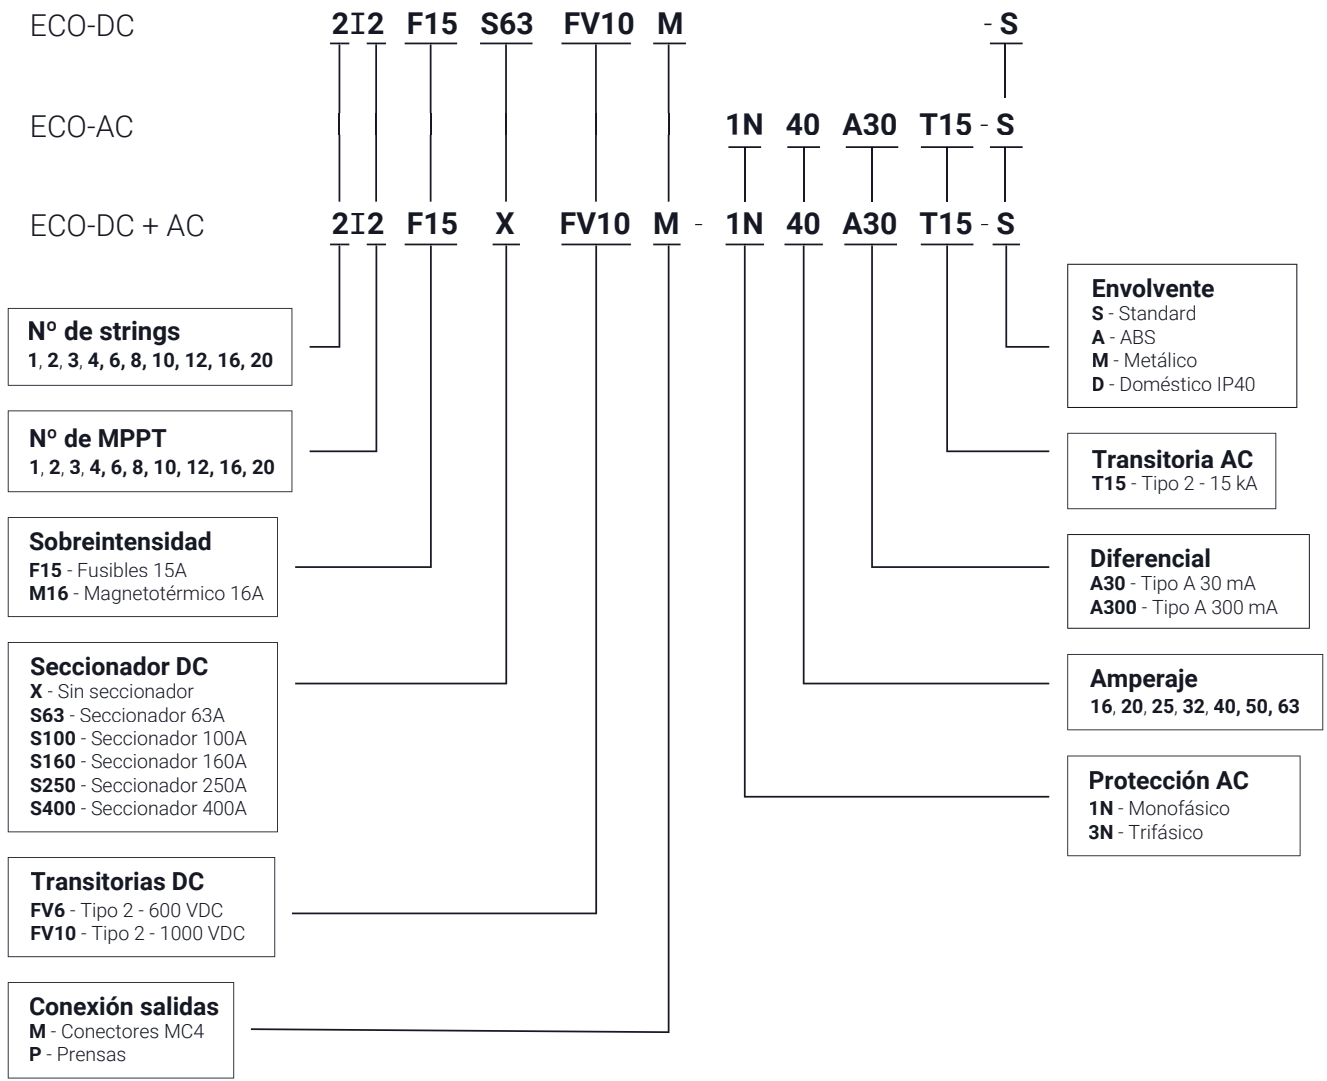 ECO-DC 2I2 F15 S63 FV10 M - S
ECO-AC 1N 40 A30 T15 - S
ECO-DC + AC 2I2 F15 X FV10 M - 1N 40 A30 T15 - S
Nº de strings
1, 2, 3, 4, 6, 8, 10, 12, 16, 20
Nº de MPPT
1, 2, 3, 4, 6, 8, 10, 12, 16, 20
Sobreintensidad
F15 - Fusibles 15A
M16 - Magnetotérmico 16A
Seccionador DC
X - Sin seccionador
S63 - Seccionador 63A
S100 - Seccionador 100A
S160 - Seccionador 160A
S250 - Seccionador 250A
S400 - Seccionador 400A
Transitorias DC
FV6 - Tipo 2 - 600 VDC
FV10 - Tipo 2 - 1000 VDC
Conexión salidas
M - Conectores MC4
P - Prensas
Envolvente
S - Standard
A - ABS
M - Metálico
D - Doméstico IP40
Transitoria AC
T15 - Tipo 2 - 15 kA
Diferencial
A30 - Tipo A 30 mA
A300 - Tipo A 300 mA
Amperaje
16, 20, 25, 32, 40, 50, 63
Protección AC
1N - Monofásico
3N - Trifásico